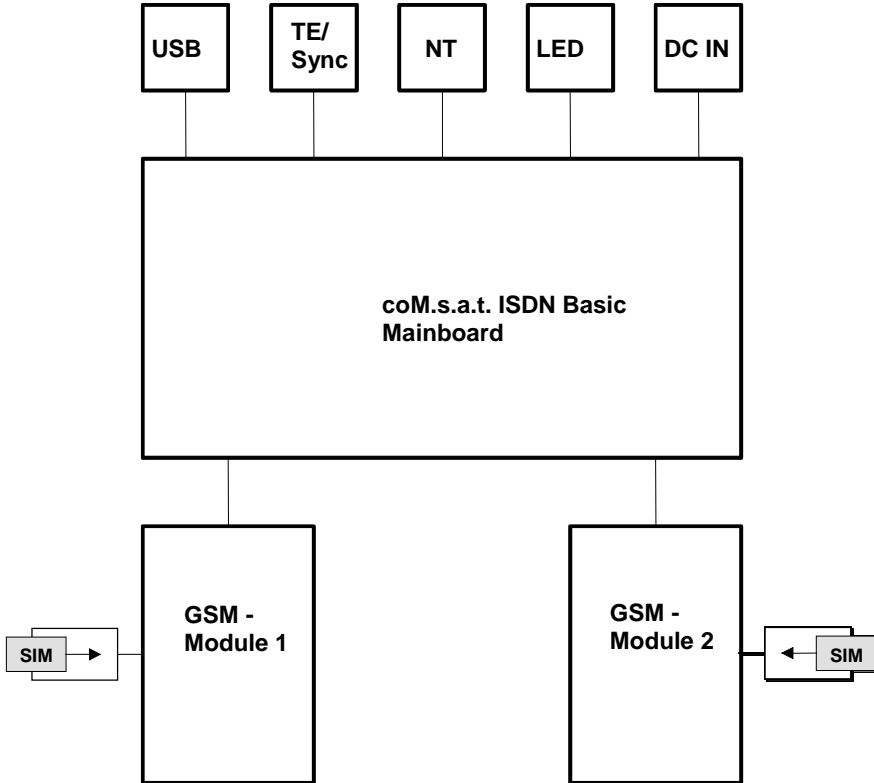 USB
TE/
Sync
NT
LED
DC IN
coM.s.a.t. ISDN Basic
Mainboard
GSM -
Module 1
GSM -
Module 2
SIM
SIM